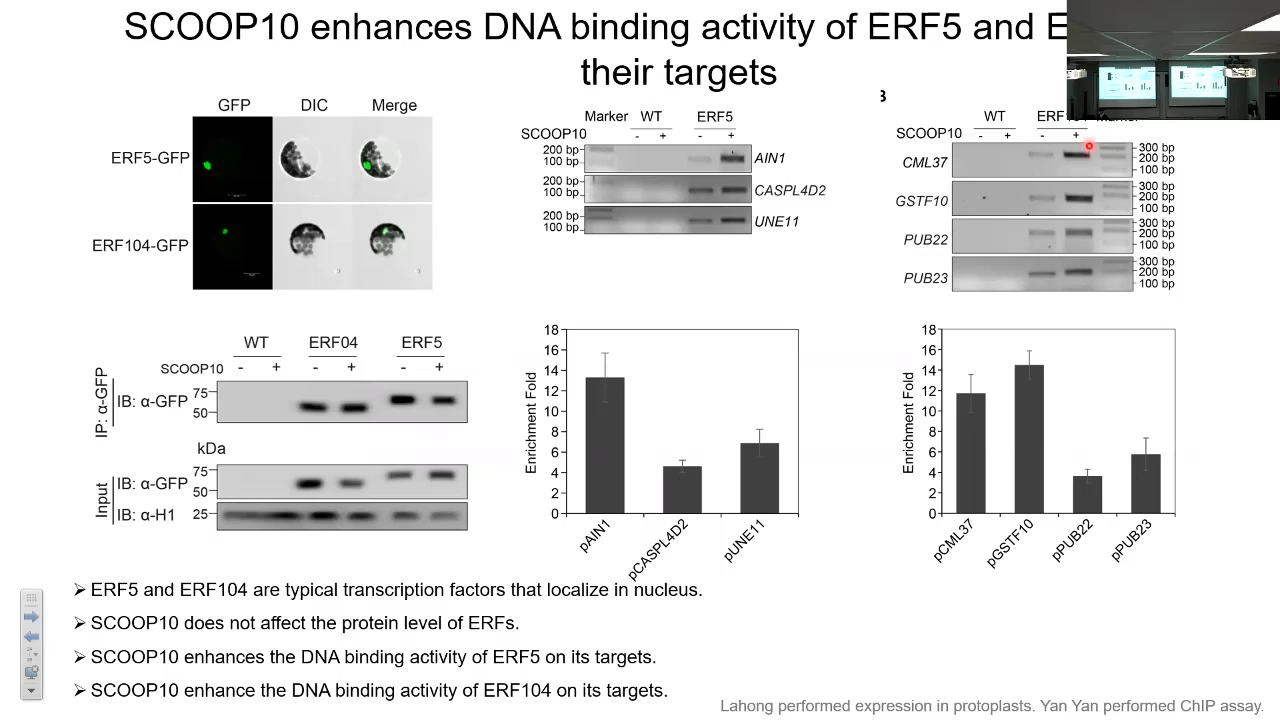 SCOOP10 enhances DNA binding activity of ERF5 and E
their targets
GFP DIC Merge
ERF5-GFP
ERF104-GFP
Marker WT ERF5
SCOOP10 - + - +
200 bp
100 bp
AIN1
200 bp
100 bp
CASPL4D2
200 bp
100 bp
UNE11
B
WT
SCOOP10 - + - +
CML37
300 bp
200 bp
100 bp
GSTF10
300 bp
200 bp
100 bp
PUB22
300 bp
200 bp
100 bp
PUB23
300 bp
200 bp
100 bp
WT ERF04 ERF5
SCOOP10 - + - + - +
IP: α-GFP
75
50
IB: α-GFP
kDa
Input
75
50
IB: α-GFP
25
IB: α-H1
Enrichment Fold
18
16
14
12
10
8
6
4
2
0
pAIN1 pCASPL4D2 pUNE11
Enrichment Fold
18
16
14
12
10
8
6
4
2
0
pCML37 pGSTF10 pPUB22 pPUB23
➢ ERF5 and ERF104 are typical transcription factors that localize in nucleus.
➢ SCOOP10 does not affect the protein level of ERFs.
➢ SCOOP10 enhances the DNA binding activity of ERF5 on its targets.
➢ SCOOP10 enhance the DNA binding activity of ERF104 on its targets.
Lahong performed expression in protoplasts. Yan Yan performed ChIP assay.